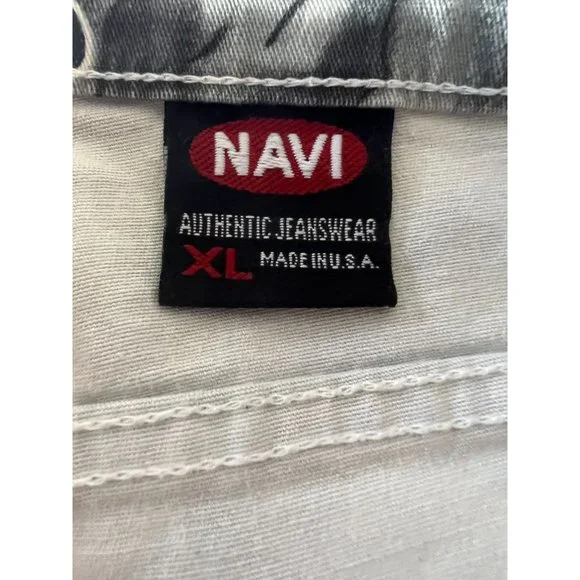 NAVI
AUTHENTIC JEANSWEAR
XL MADE IN U.S.A.